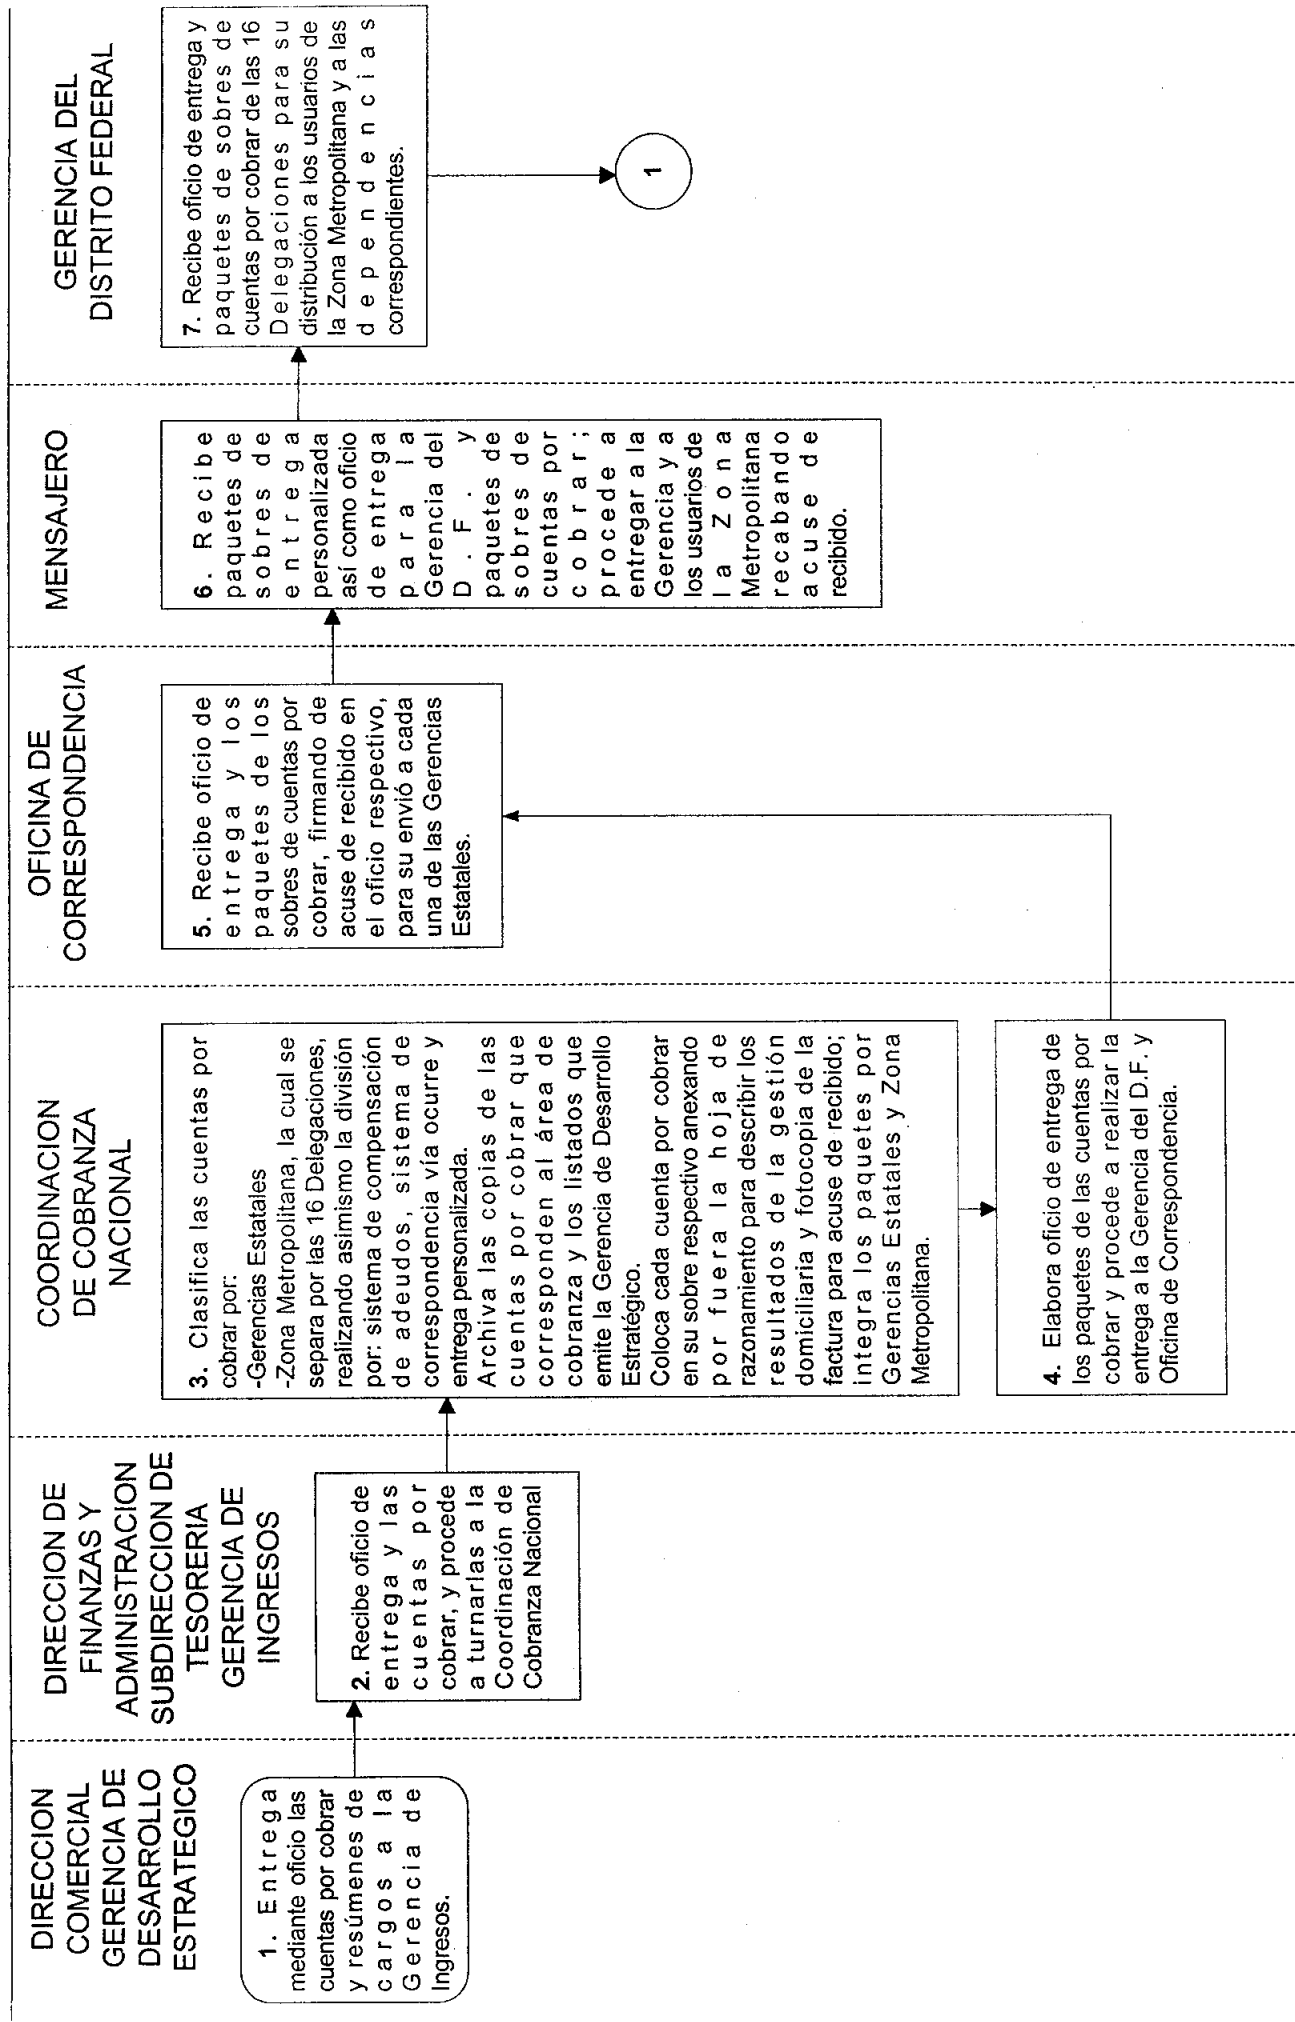 DIRECCION
COMERCIAL
GERENCIA DE
DESARROLLO
ESTRATEGICO
1. Entrega
mediante oficio las
cuentas por cobrar
y resúmenes de
cargos a la
Gerencia de
Ingresos.
DIRECCION DE
FINANZAS Y
ADMINISTRACION
SUBDIRECCION DE
TESORERIA
GERENCIA DE
INGRESOS
2. Recibe oficio de
entrega y las
cuentas por
cobrar, y procede
a turnarlas a la
Coordinación de
Cobranza Nacional
COORDINACION
DE COBRANZA
NACIONAL
3. Clasifica las cuentas por
cobrar por:
-Gerencias Estatales
-Zona Metropolitana, la cual se
separa por las 16 Delegaciones,
realizando asimismo la división
por: sistema de compensación
de adeudos, sistema de
correspondencia vía ocurre y
entrega personalizada.
Archiva las copias de las
cuentas por cobrar que
corresponden al área de
cobranza y los listados que
emite la Gerencia de Desarrollo
Estratégico.
Coloca cada cuenta por cobrar
en su sobre respectivo anexando
por fuera la hoja de
razonamiento para describir los
resultados de la gestión
domiciliaria y fotocopia de la
factura para acuse de recibido;
integra los paquetes por
Gerencias Estatales y Zona
Metropolitana.
4. Elabora oficio de entrega de
los paquetes de las cuentas por
cobrar y procede a realizar la
entrega a la Gerencia del D.F. y
Oficina de Correspondencia.
OFICINA DE
CORRESPONDENCIA
5. Recibe oficio de
entrega y los
paquetes de los
sobres de cuentas por
cobrar, firmando de
acuse de recibido en
el oficio respectivo,
para su envió a cada
una de las Gerencias
Estatales.
MENSAJERO
6. Recibe
paquetes de
sobres de
entrega
personalizada
así como oficio
de entrega
para la
Gerencia del
D.F. y
paquetes de
sobres de
cuentas por
cobrar;
procede a
entregar a la
Gerencia y a
los usuarios de
la Zona
Metropolitana
recabando
acuse de
recibido.
GERENCIA DEL
DISTRITO FEDERAL
7. Recibe oficio de entrega y
paquetes de sobres de
cuentas por cobrar de las 16
Delegaciones para su
distribución a los usuarios de
la Zona Metropolitana y a las
dependencias
correspondientes.
1